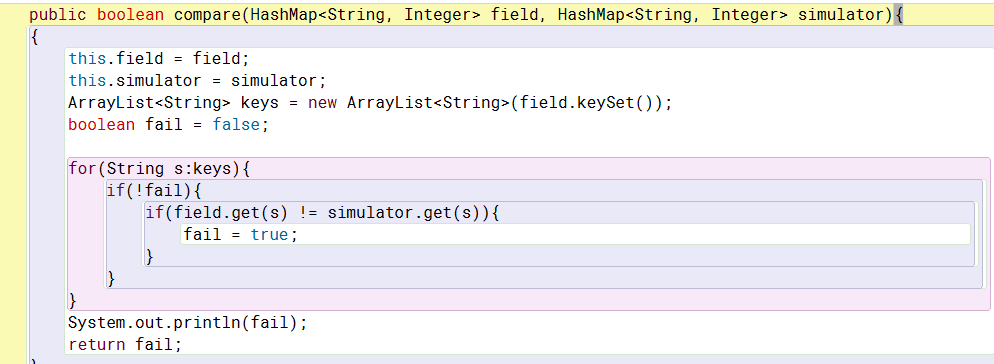 public boolean compare(HashMap<String, Integer> field, HashMap<String, Integer> simulator){
{
this.field = field;
this.simulator = simulator;
ArrayList<String> keys = new ArrayList<String>(field.keySet());
boolean fail = false;
for(String s:keys){
if(!fail){
if(field.get(s) != simulator.get(s)){
fail = true;
}
}
}
System.out.println(fail);
return fail;
}